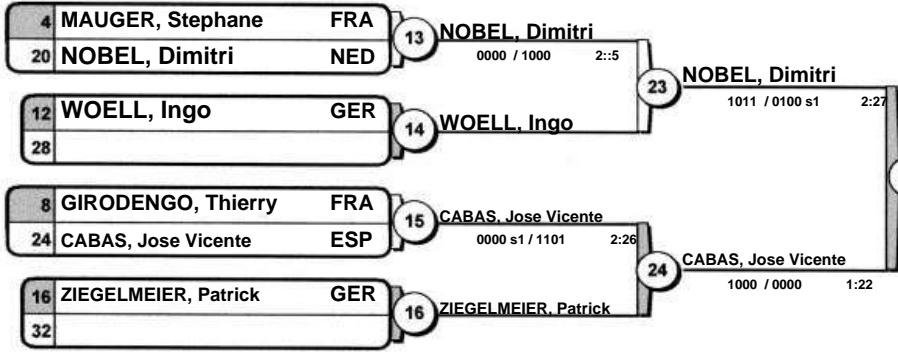 4 MAUGER, Stephane FRA
20 NOBEL, Dimitri NED
13 NOBEL, Dimitri
0000 / 1000 2::5
12 WOELL, Ingo GER
28
14 WOELL, Ingo
23 NOBEL, Dimitri
1011 / 0100 s1 2:27
8 GIRODENGO, Thierry FRA
24 CABAS, Jose Vicente ESP
15 CABAS, Jose Vicente
0000 s1 / 1101 2:26
16 ZIEGELMEIER, Patrick GER
32
16 ZIEGELMEIER, Patrick
24 CABAS, Jose Vicente
1000 / 0000 1:22